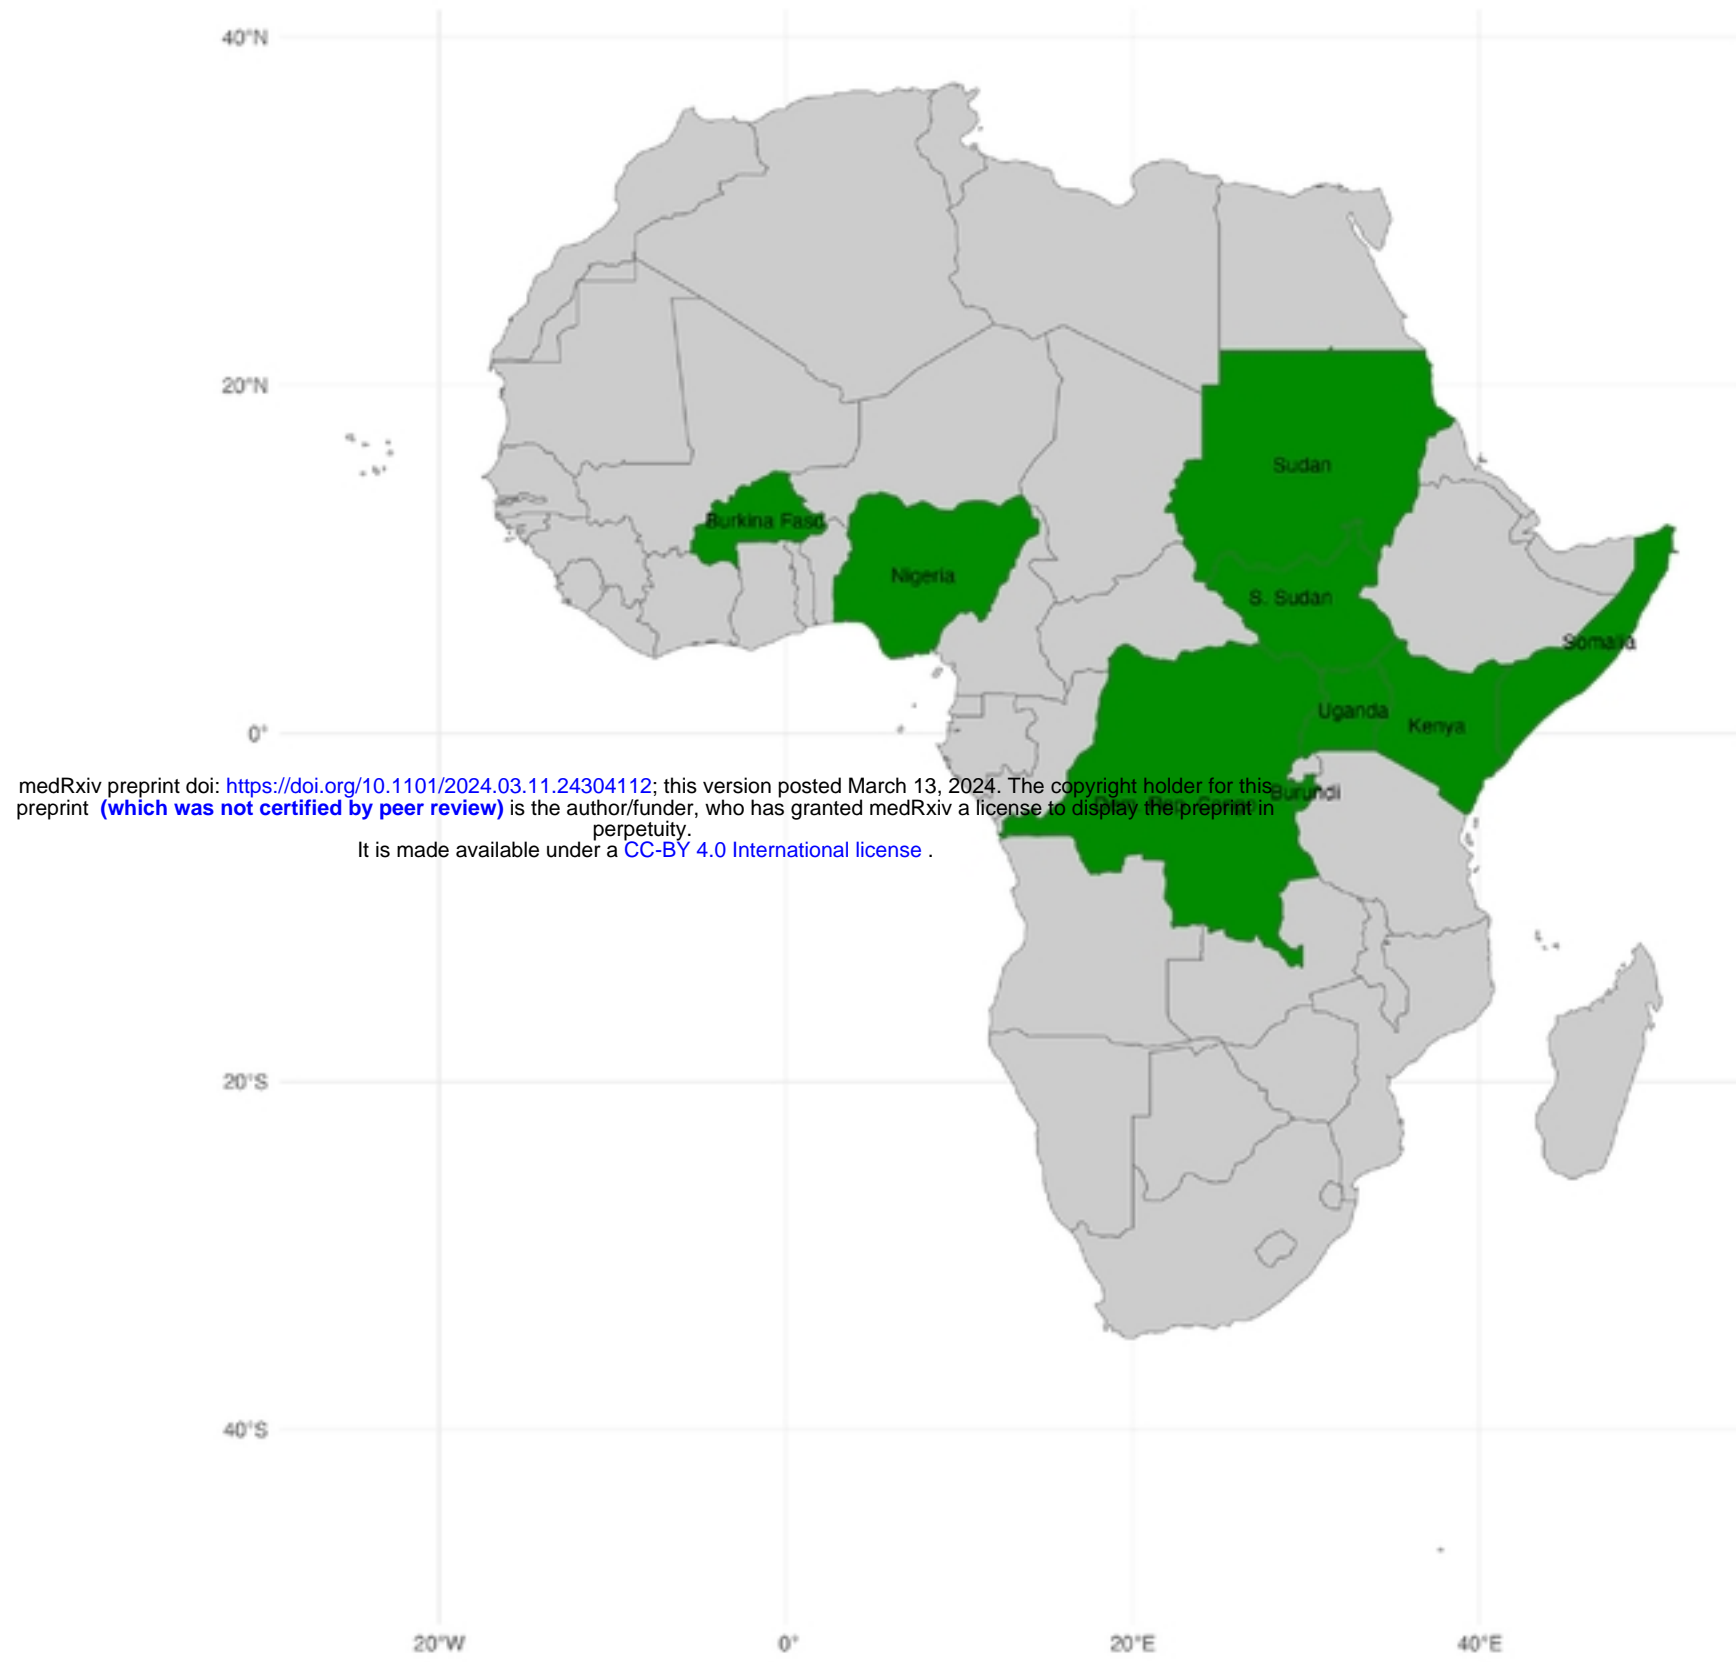 40°N
20°N
Sudan
Burkina Faso
Nigeria
S. Sudan
Somalia
Uganda
Kenya
0°
medRxiv preprint doi: https://doi.org/10.1101/2024.03.11.24304112; this version posted March 13, 2024. The copyright holder for this
Burundi
preprint (which was not certified by peer review) is the author/funder, who has granted medRxiv a license to display the preprint in
Dem. Rep. Congo
perpetuity.
It is made available under a CC-BY 4.0 International license .
20°S
40°S
20°W 0° 20°E 40°E